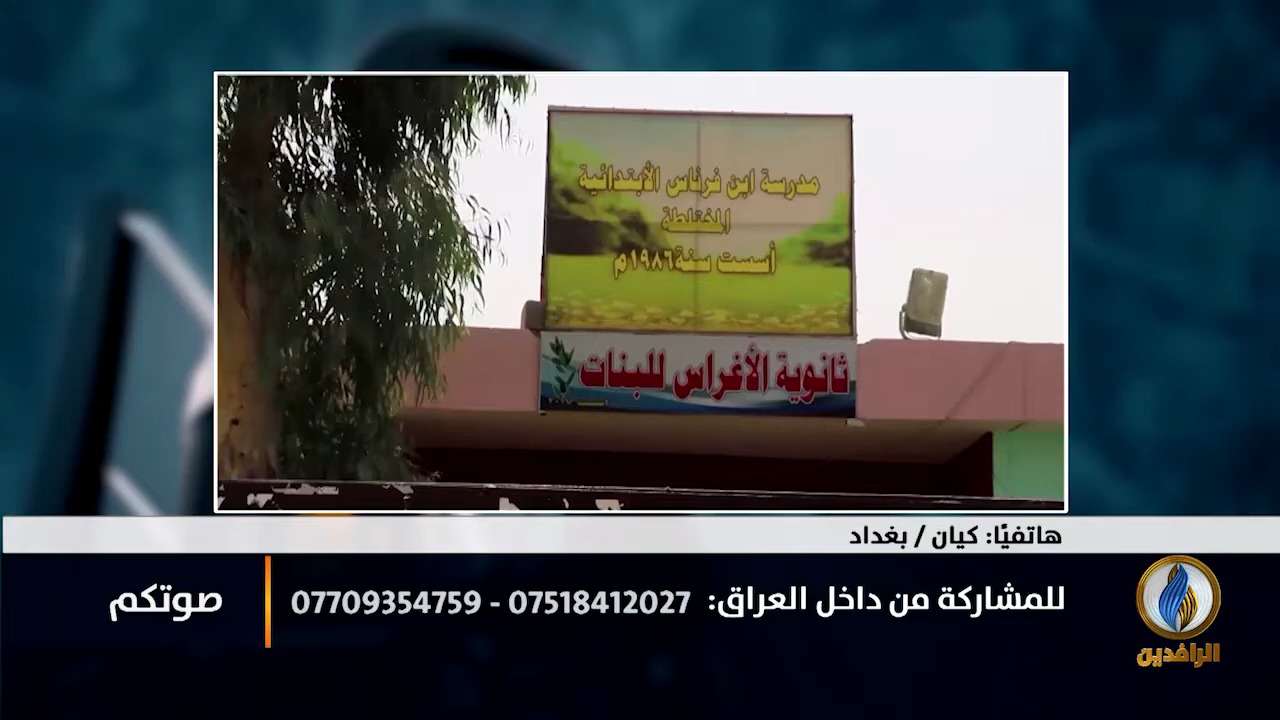 مدرسة ابن فرناس الأبتدائية
المختلطة
أسست سنة ١٩٨٦م
ثانوية الأغراس للبنات
هاتفيًا: كيان / بغداد
للمشاركة من داخل العراق: 07518412027 - 07709354759
صوتكم
الرافدين